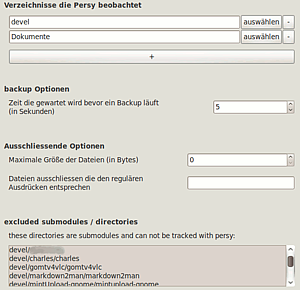 Verzeichnisse die Persy beobachtet
devel auswählen -
Dokumente auswählen -
+
backup Optionen
Zeit die gewartet wird bevor ein Backup läuft
(in Sekunden)
5
Ausschliessende Optionen
Maximale Größe der Dateien (in Bytes) 0
Dateien ausschliessen die den regulären
Ausdrücken entsprechen
excluded submodules / directories
these directories are submodules and can not be tracked with persy:
devel/
devel/charles/charles
devel/gomtv4vlc/gomtv4vlc
devel/markdown2man/markdown2man
devel/mintUpload-gnome/mintupload-gnome